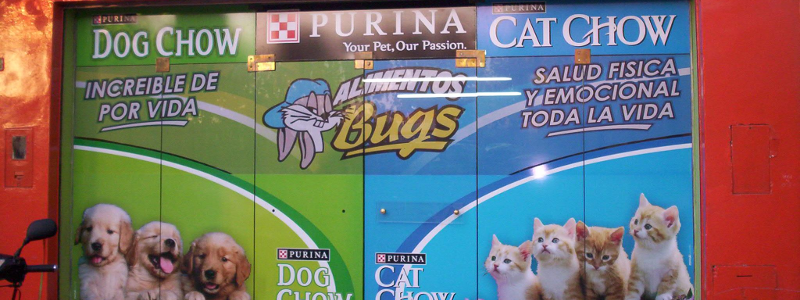 PURINA
DOG CHOW
INCREIBLE DE
POR VIDA
PURINA
Your Pet, Our Passion.
ALIMENTOS
Bugs
PURINA
CAT CHOW
SALUD FISICA
Y EMOCIONAL
TODA LA VIDA
PURINA
DOG
CHOW
PURINA
CAT
CHOW